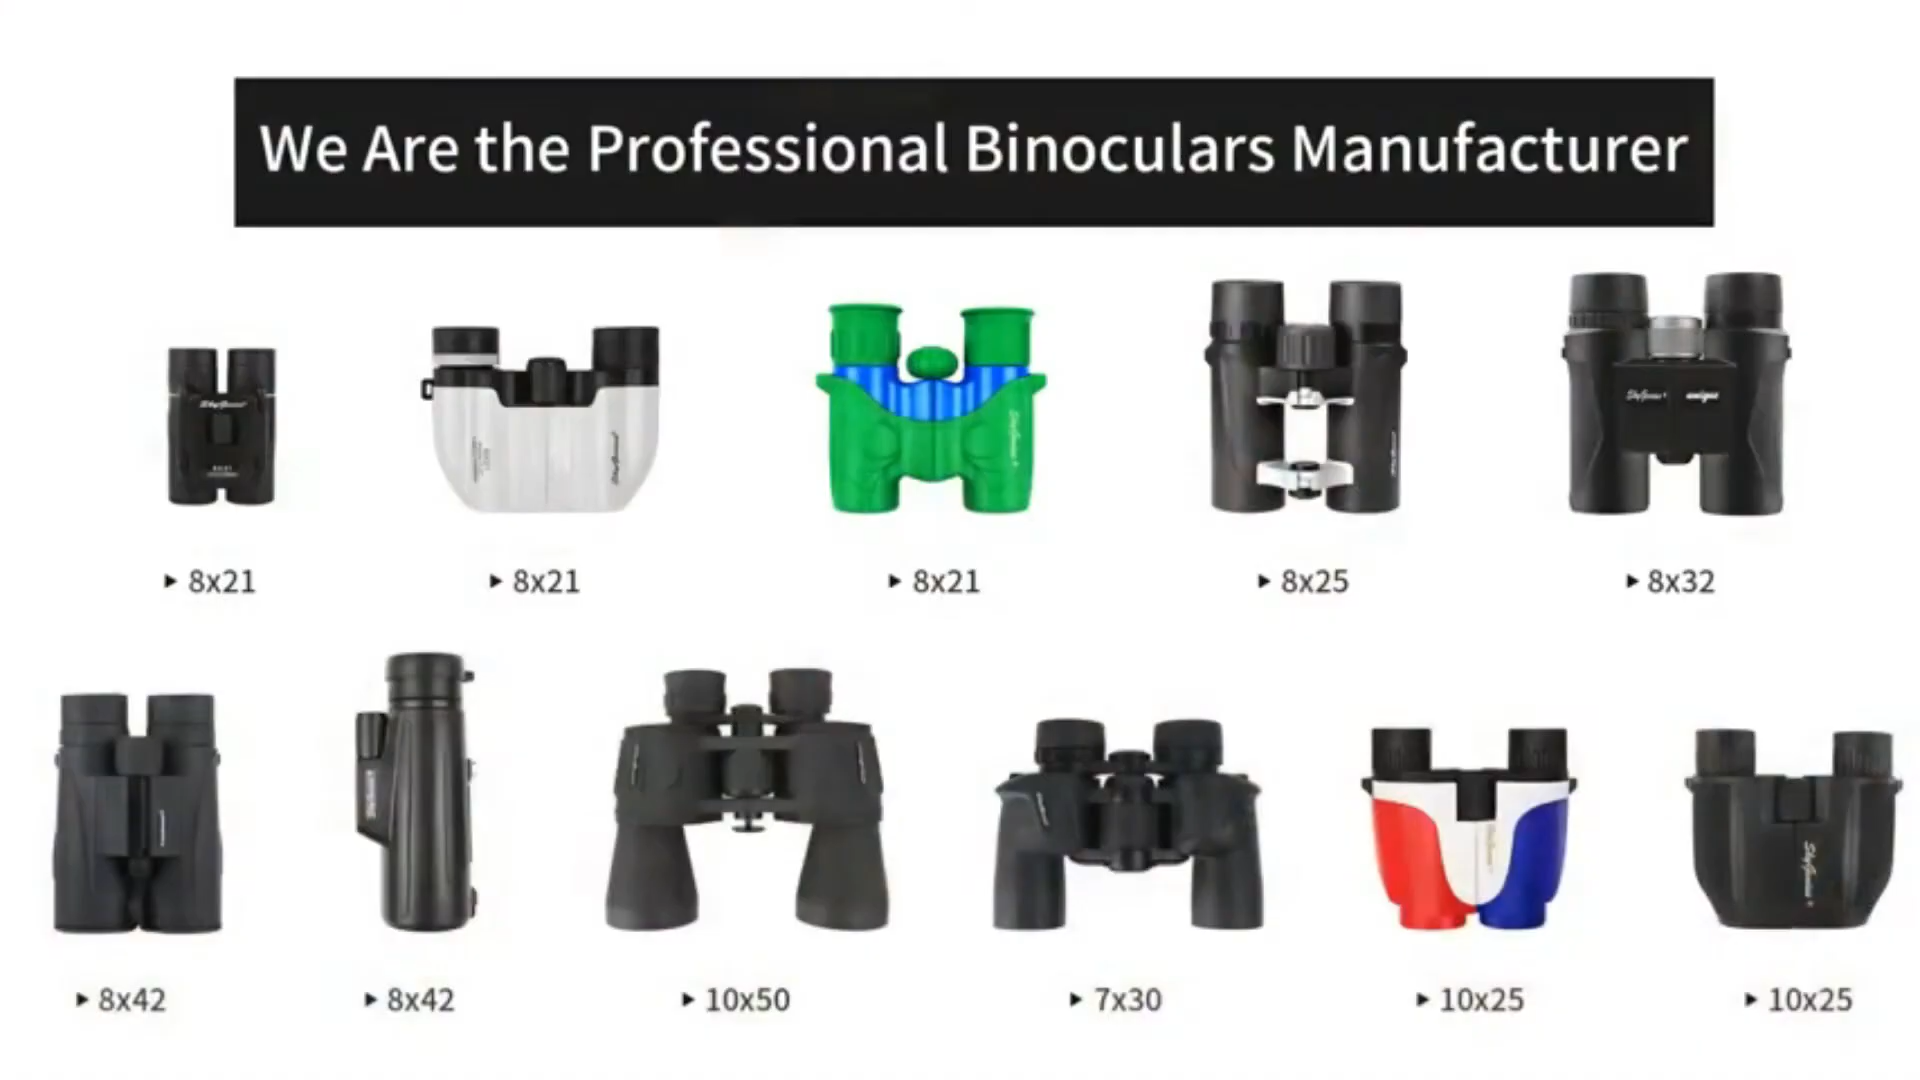 We Are the Professional Binoculars Manufacturer
▶ 8x21
▶ 8x21
▶ 8x21
▶ 8x25
▶ 8x32
▶ 8x42
▶ 8x42
▶ 10x50
▶ 7x30
▶ 10x25
▶ 10x25